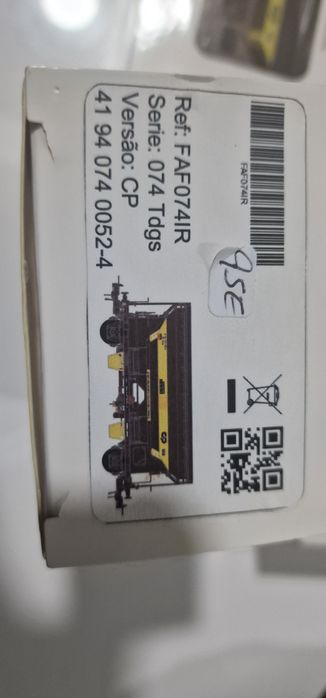 Ref: FAF074IR
Serie: 074 Tdgs
Versão: CP
41 94 074 0052-4
FAF074IR
95E